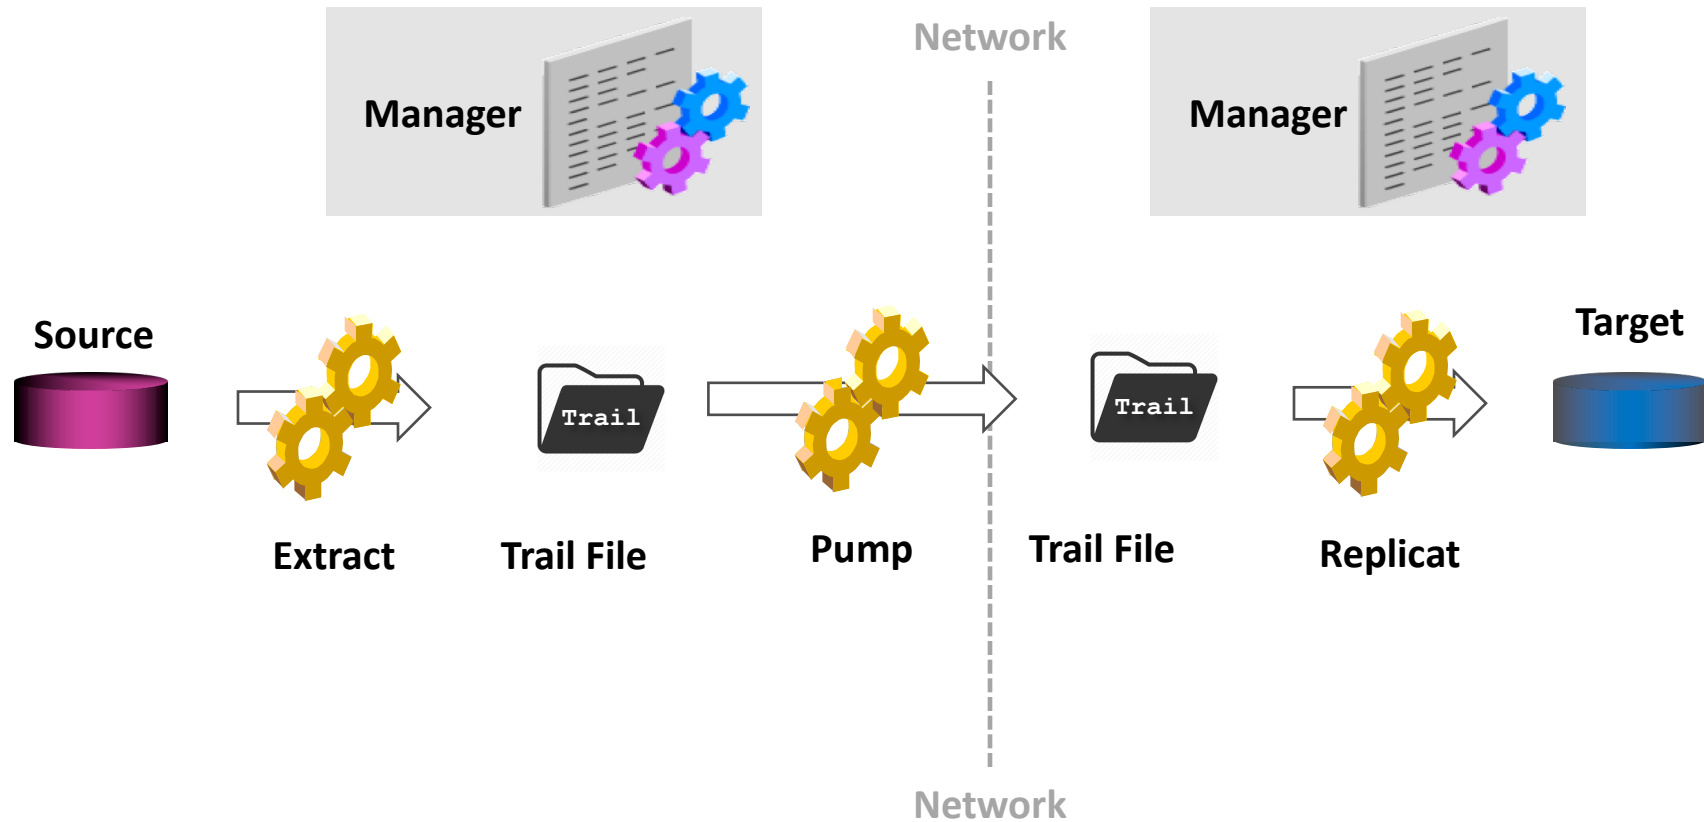 Network
Manager
Manager
Source
Target
Trail
Trail
Extract
Trail File
Pump
Trail File
Replicat
Network